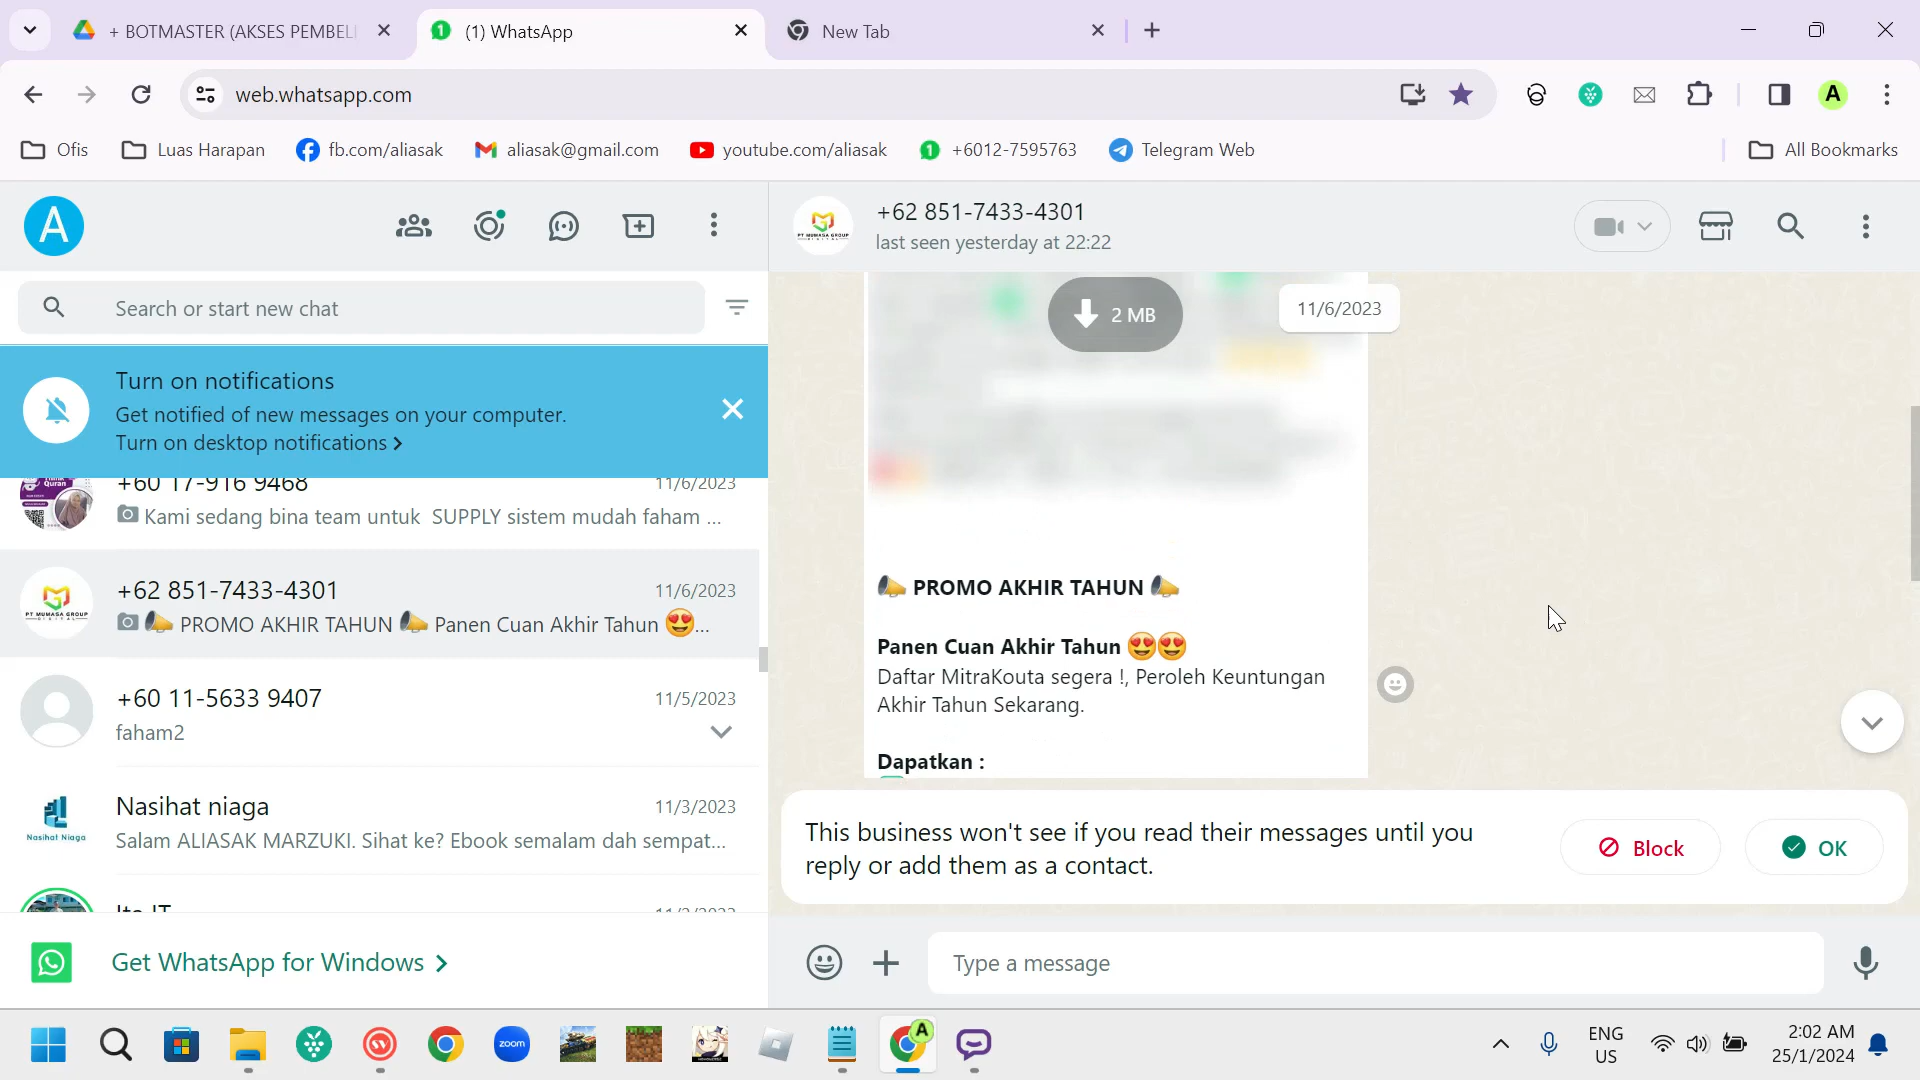 + BOTMASTER (AKSES PEMBEL
(1) WhatsApp
New Tab
web.whatsapp.com
A
Ofis
Luas Harapan
fb.com/aliasak
aliasak@gmail.com
youtube.com/aliasak
+6012-7595763
Telegram Web
All Bookmarks
A
+62 851-7433-4301
last seen yesterday at 22:22
Search or start new chat
Turn on notifications
Get notified of new messages on your computer.
Turn on desktop notifications >
+60 17-916 9468
11/6/2023
Kami sedang bina team untuk SUPPLY sistem mudah faham ...
+62 851-7433-4301
11/6/2023
📣 PROMO AKHIR TAHUN 📣 Panen Cuan Akhir Tahun 😍...
+60 11-5633 9407
11/5/2023
faham2
Nasihat niaga
11/3/2023
Salam ALIASAK MARZUKI. Sihat ke? Ebook semalam dah sempat...
Nasihat Niaga
Get WhatsApp for Windows >
2 MB
11/6/2023
📣 PROMO AKHIR TAHUN 📣
Panen Cuan Akhir Tahun 😍😍
Daftar MitraKouta segera !, Peroleh Keuntungan
Akhir Tahun Sekarang.
Dapatkan :
This business won't see if you read their messages until you
reply or add them as a contact.
Block
OK
Type a message
zoom
A
ENG
US
2:02 AM
25/1/2024